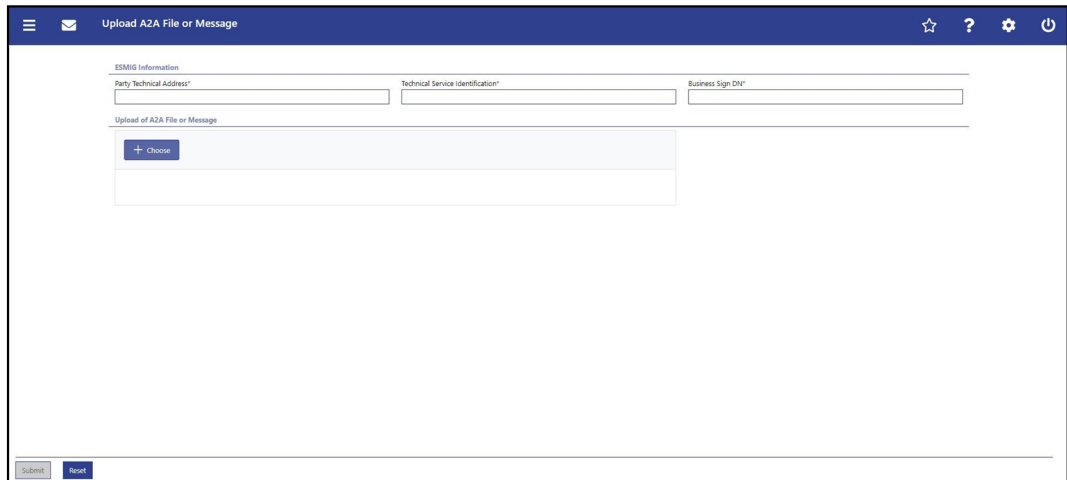 Upload A2A File or Message
ESMIG Information
Party Technical Address* Technical Service Identification* Business Sign DN*
Upload of A2A File or Message
+ Choose
Submit Reset